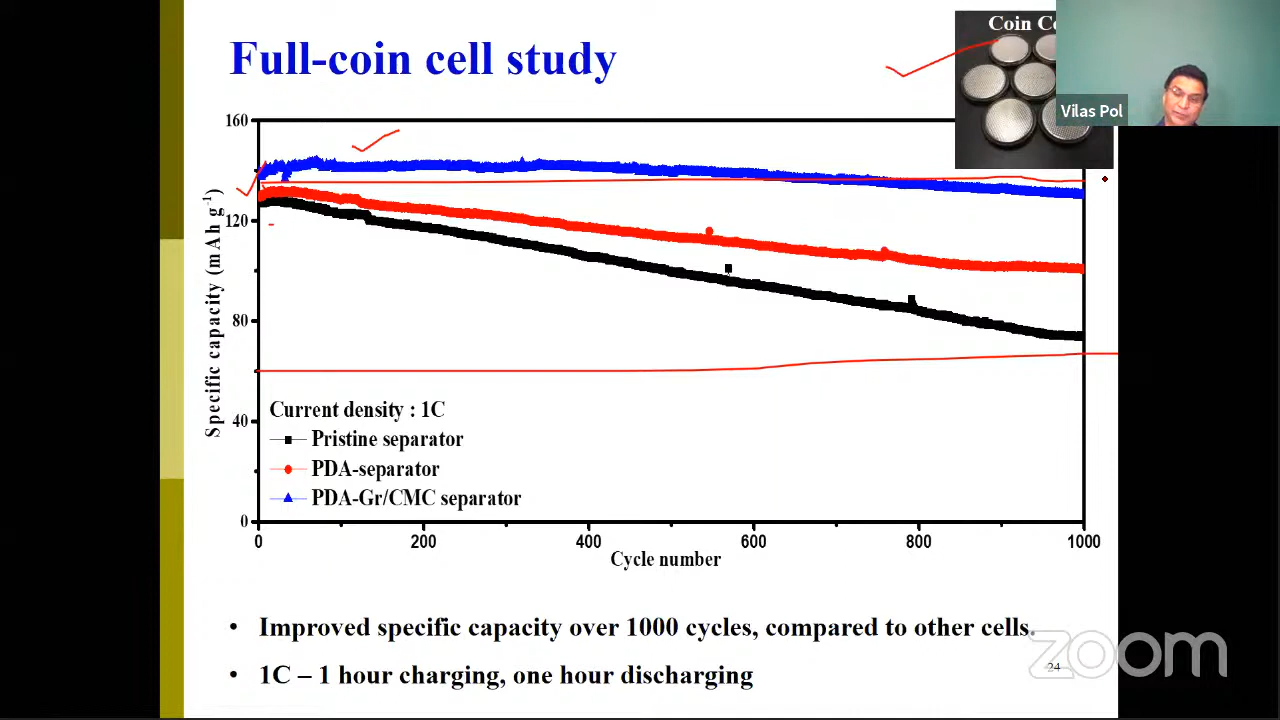 Full-coin cell study
Coin Ce
Vilas Pol
160
120
80
40
0
Specific capacity (mAh g⁻¹)
Current density : 1C
Pristine separator
PDA-separator
PDA-Gr/CMC separator
0 200 400 600 800 1000
Cycle number
• Improved specific capacity over 1000 cycles, compared to other cells.
• 1C – 1 hour charging, one hour discharging
24
zoom